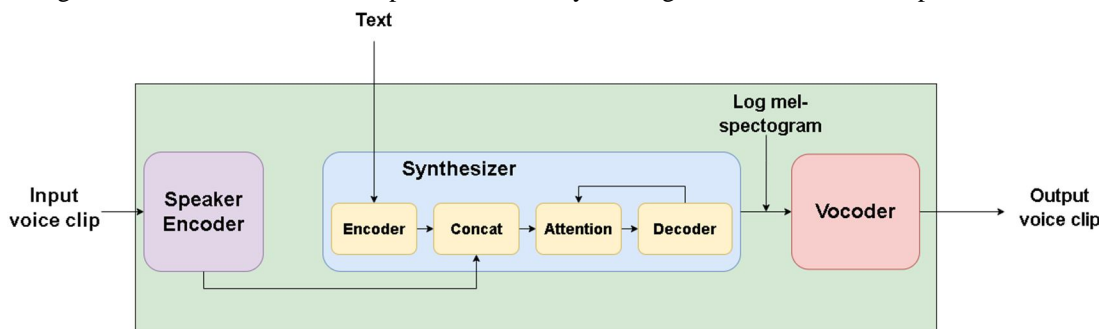 Text
Log mel-
spectogram
Synthesizer
Input
voice clip
Speaker
Encoder
Encoder
Concat
Attention
Decoder
Vocoder
Output
voice clip